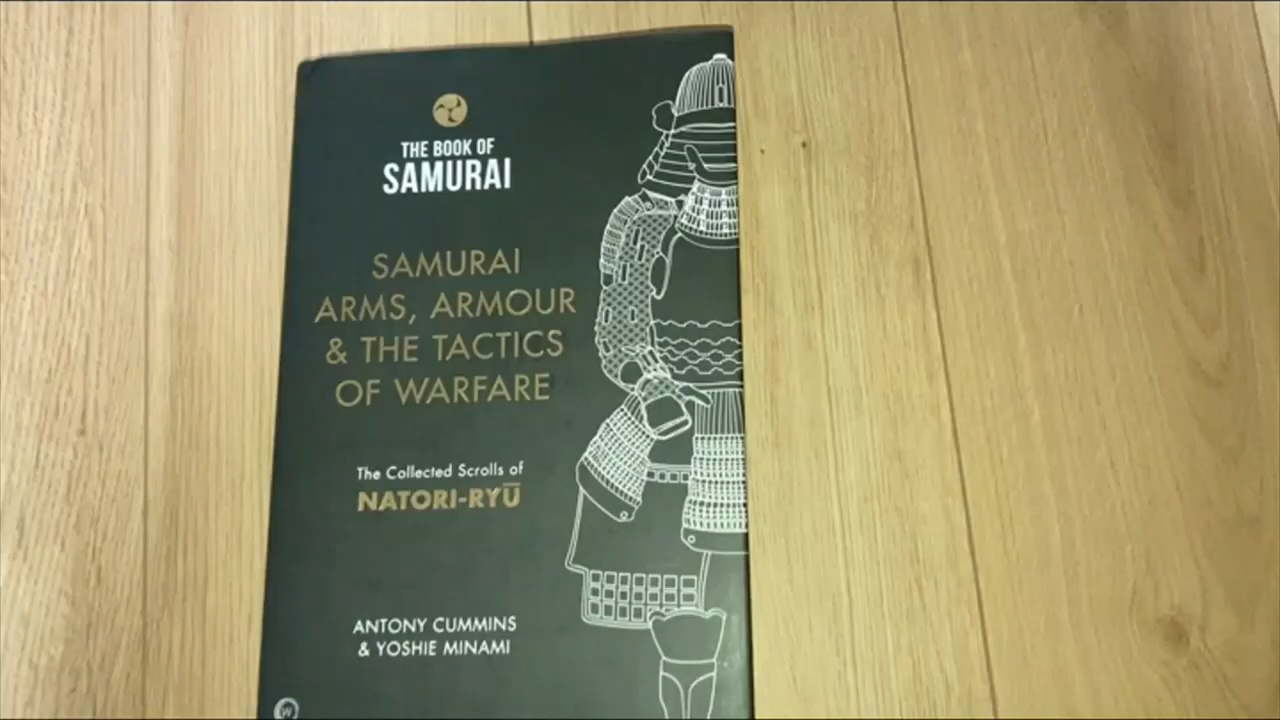 THE BOOK OF
SAMURAI
SAMURAI
ARMS, ARMOUR
& THE TACTICS
OF WARFARE
The Collected Scrolls of
NATORI-RYŪ
ANTONY CUMMINS
& YOSHIE MINAMI
W